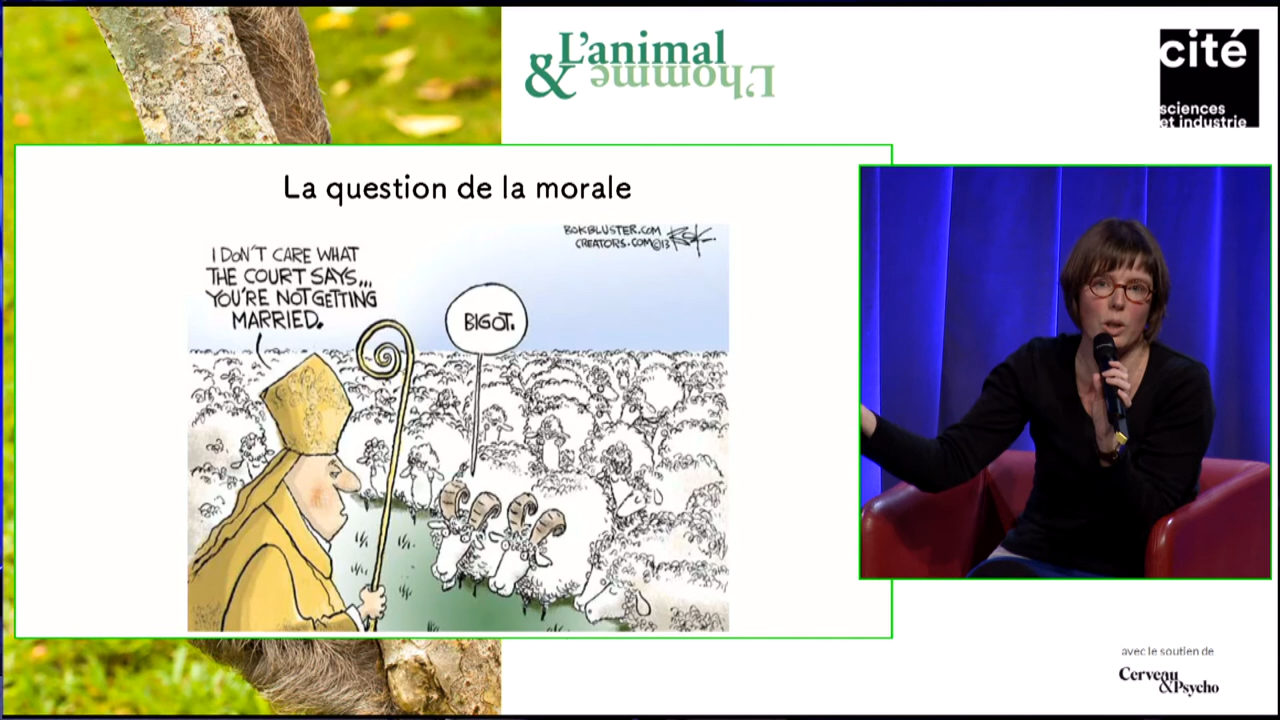 L'animal
& L'homme
cité
sciences
et industrie
La question de la morale
BOKBLUSTER.COM
CREATORS.COM©13 BOK
I DON'T CARE WHAT
THE COURT SAYS...
YOU'RE NOT GETTING
MARRIED.
BIGOT.
avec le soutien de
Cerveau
&Psycho